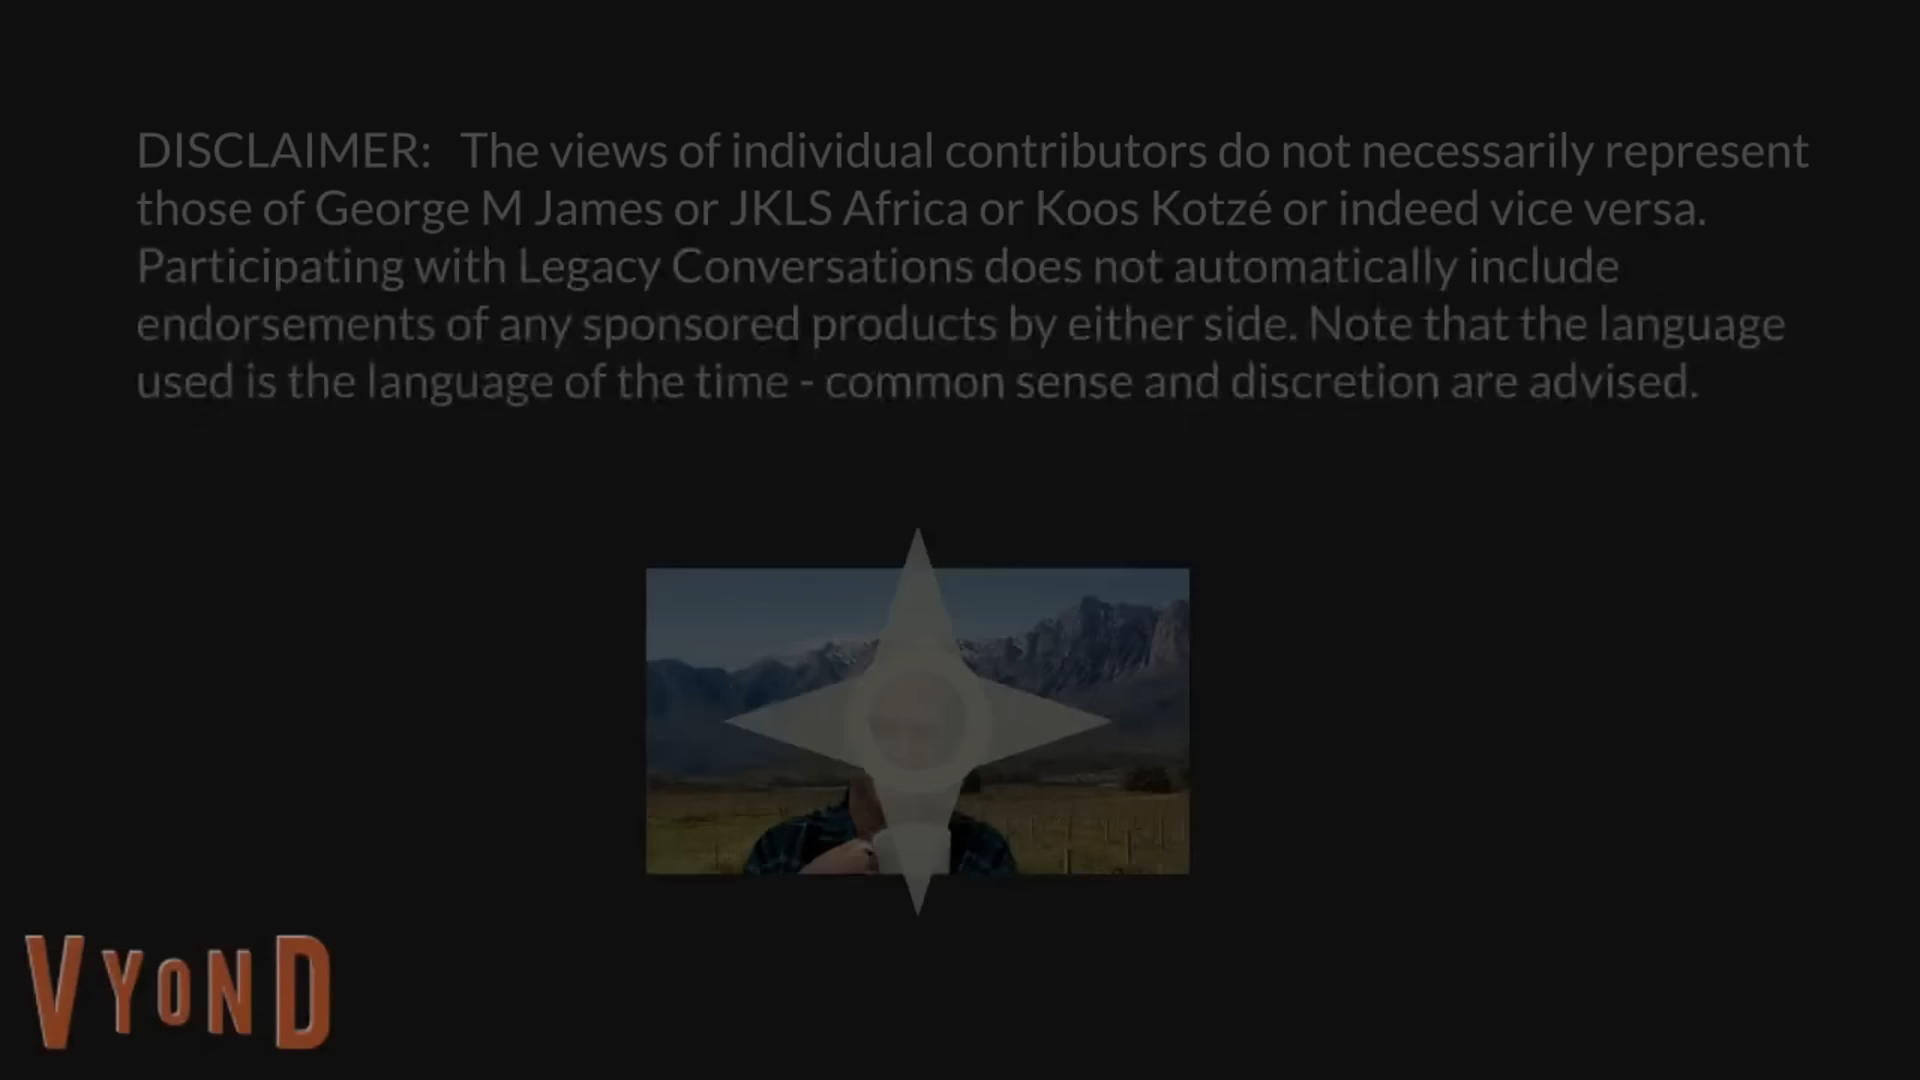 DISCLAIMER: The views of individual contributors do not necessarily represent
those of George M James or JKLS Africa or Koos Kotzé or indeed vice versa.
Participating with Legacy Conversations does not automatically include
endorsements of any sponsored products by either side. Note that the language
used is the language of the time - common sense and discretion are advised.
VYOND